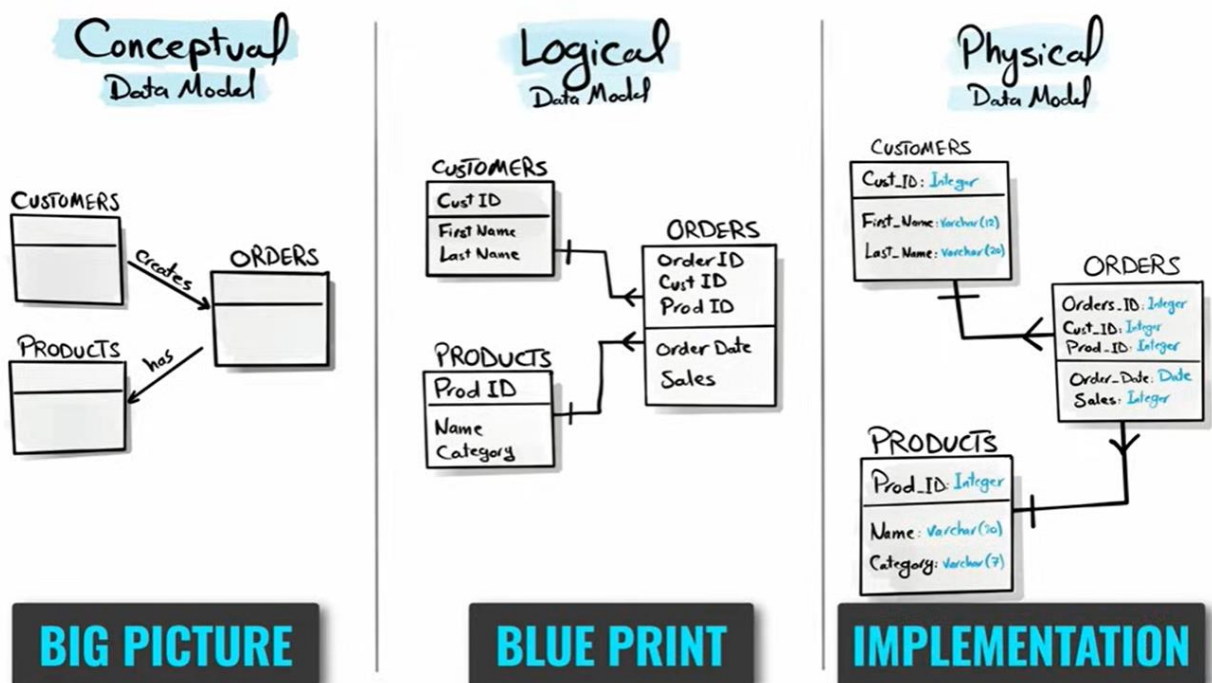 Conceptual
Data Model
CUSTOMERS
creates
ORDERS
PRODUCTS
has
BIG PICTURE
Logical
Data Model
CUSTOMERS
Cust ID
First Name
Last Name
ORDERS
Order ID
Cust ID
Prod ID
Order Date
Sales
PRODUCTS
Prod ID
Name
Category
BLUE PRINT
Physical
Data Model
CUSTOMERS
Cust_ID: Integer
First_Name: Varchar(12)
Last_Name: Varchar(20)
ORDERS
Orders_ID: Integer
Cust_ID: Integer
Prod_ID: Integer
Order_Date: Date
Sales: Integer
PRODUCTS
Prod_ID: Integer
Name: Varchar
Category: Varchar(7)
IMPLEMENTATION